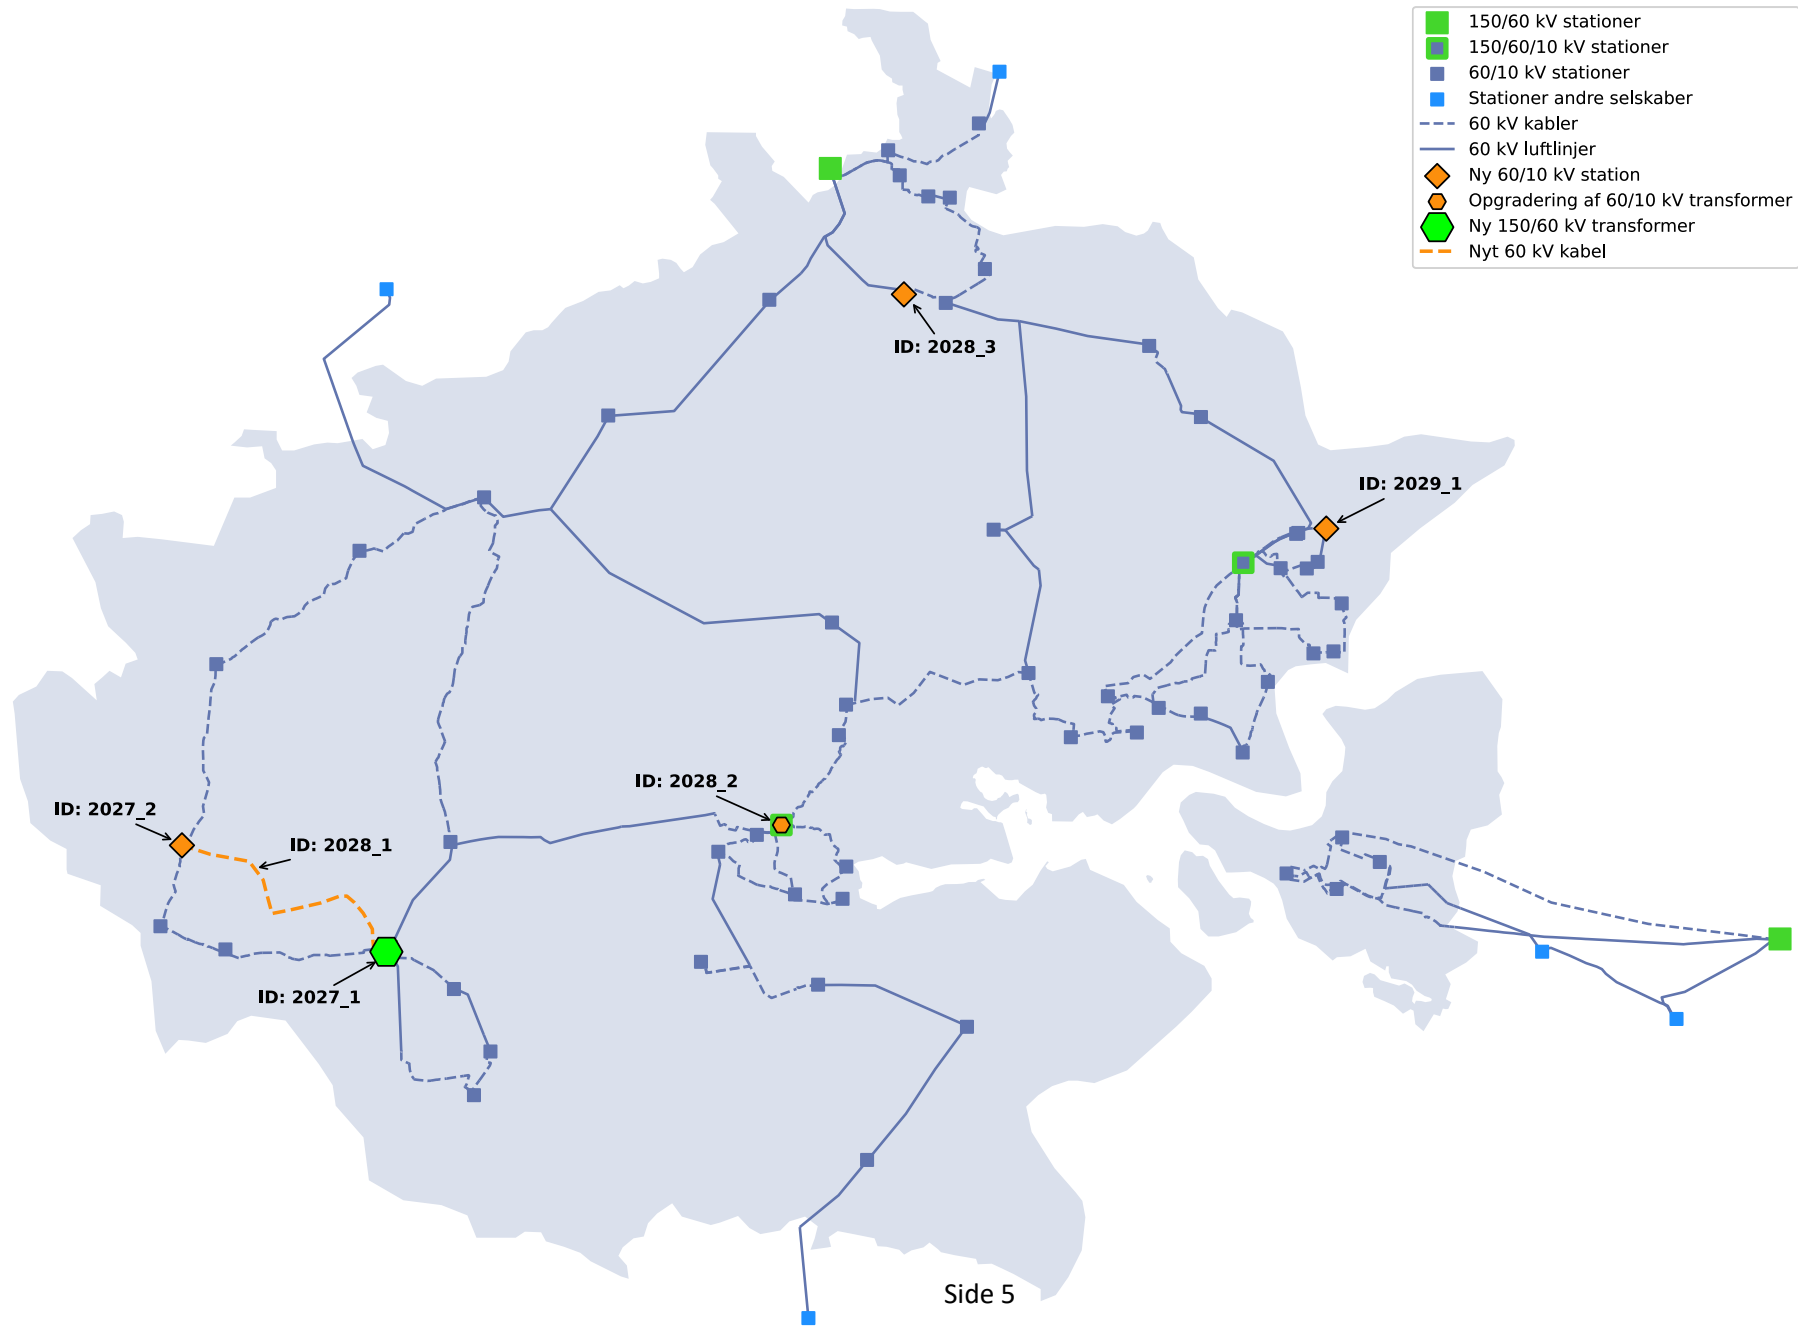 150/60 kV stationer
150/60/10 kV stationer
60/10 kV stationer
Stationer andre selskaber
60 kV kabler
60 kV luftlinjer
Ny 60/10 kV station
Opgradering af 60/10 kV transformer
Ny 150/60 kV transformer
Nyt 60 kV kabel
ID: 2028_3
ID: 2029_1
ID: 2028_2
ID: 2027_2
ID: 2028_1
ID: 2027_1
Side 5